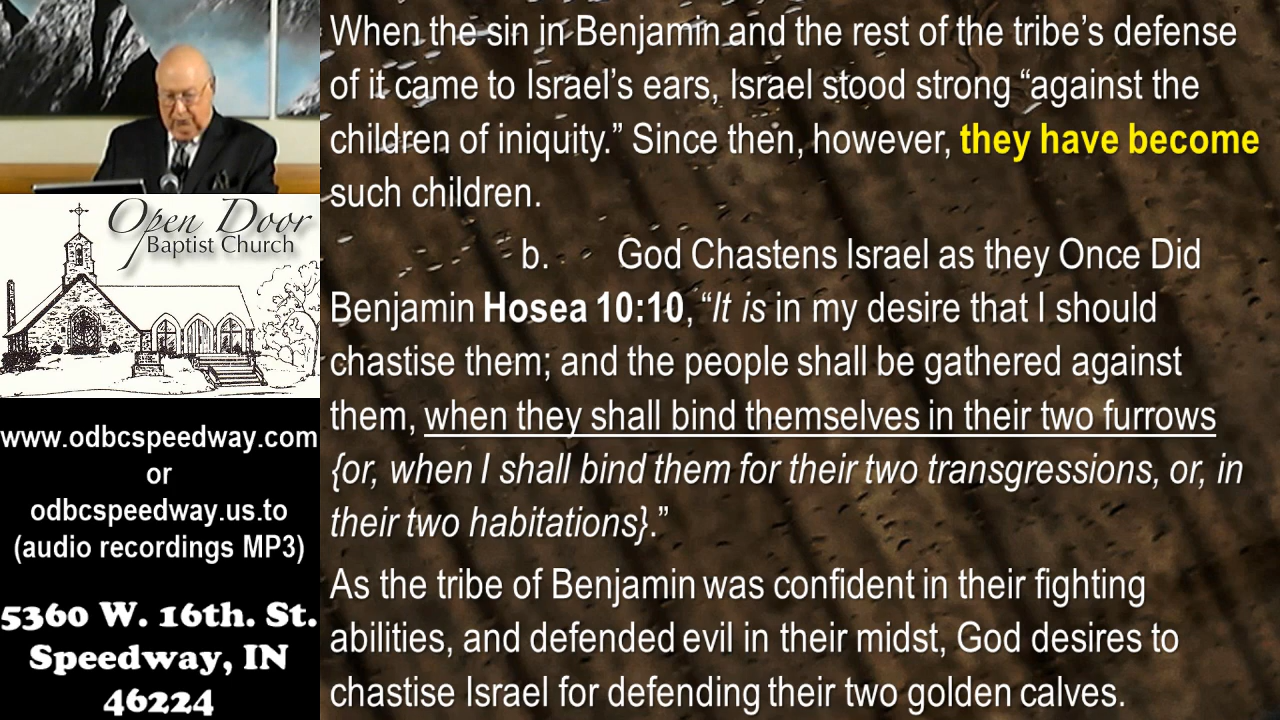 Open Door
Baptist Church
www.odbcspeedway.com
or
odbcspeedway.us.to
(audio recordings MP3)
5360 W. 16th. St.
Speedway, IN
46224
When the sin in Benjamin and the rest of the tribe’s defense
of it came to Israel’s ears, Israel stood strong “against the
children of iniquity.” Since then, however, they have become
such children.
b. God Chastens Israel as they Once Did
Benjamin Hosea 10:10, “It is in my desire that I should
chastise them; and the people shall be gathered against
them, when they shall bind themselves in their two furrows
{or, when I shall bind them for their two transgressions, or, in
their two habitations}.”
As the tribe of Benjamin was confident in their fighting
abilities, and defended evil in their midst, God desires to
chastise Israel for defending their two golden calves.